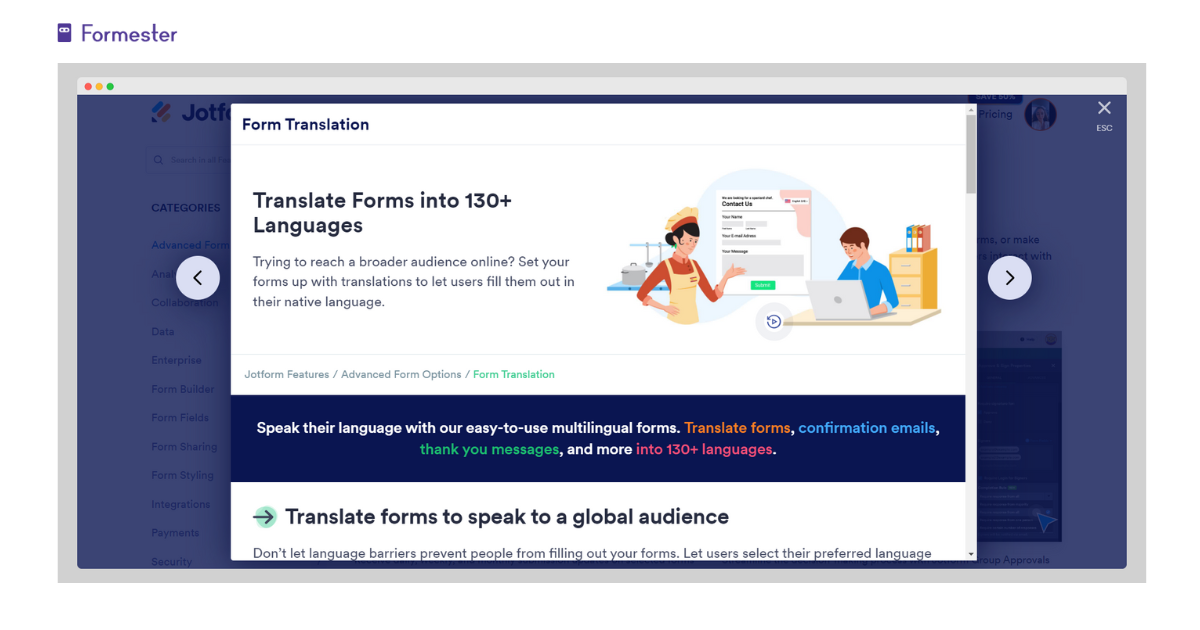 Formester
Jotfo
SAVE 50%
Pricing
ESC
Search in all
Form Translation
Translate Forms into 130+
Languages
Trying to reach a broader audience online? Set your
forms up with translations to let users fill them out in
their native language.
Contact Us
Your Name
Your E-mail Adress
Your Message
Submit
CATEGORIES
Advanced Form
Collaboration
Data
Enterprise
Form Builder
Form Fields
Form Sharing
Form Styling
Integrations
Payments
Security
rms, or make
with
Jotform Features / Advanced Form Options / Form Translation
Speak their language with our easy-to-use multilingual forms. Translate forms, confirmation emails,
thank you messages, and more into 130+ languages.
Translate forms to speak to a global audience
Don't let language barriers prevent people from filling out your forms. Let users select their preferred language
roup Approvals